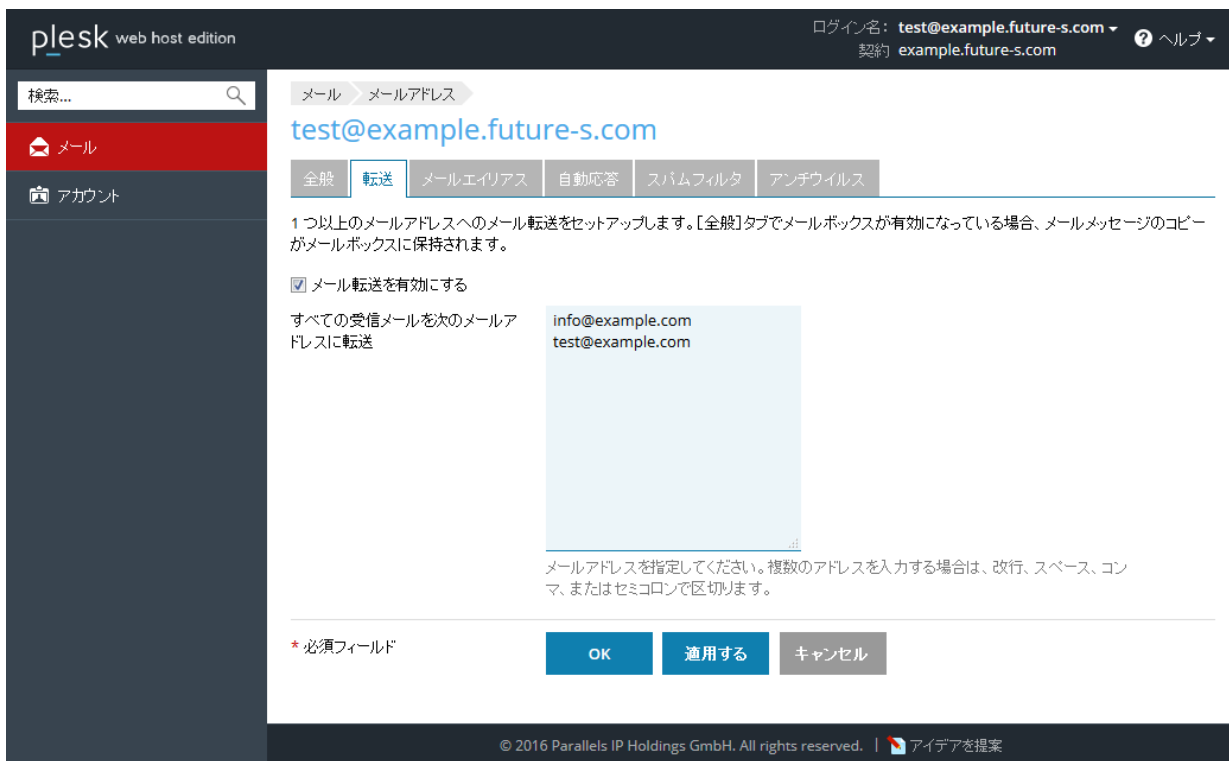 plesk web host edition
ログイン名： test@example.future-s.com
契約 example.future-s.com
ヘルプ
検索...
メール
アカウント
メール メールアドレス
test@example.future-s.com
全般 転送 メールエイリアス 自動応答 スパムフィルタ アンチウイルス
1 つ以上のメールアドレスへのメール転送をセットアップします。[全般]タブでメールボックスが有効になっている場合、メールメッセージのコピー
がメールボックスに保持されます。
メール転送を有効にする
すべての受信メールを次のメールア
ドレスに転送
info@example.com
test@example.com
メールアドレスを指定してください。複数のアドレスを入力する場合は、改行、スペース、コン
マ、またはセミコロンで区切ります。
* 必須フィールド
OK 適用する キャンセル
© 2016 Parallels IP Holdings GmbH. All rights reserved. | アイデアを提案